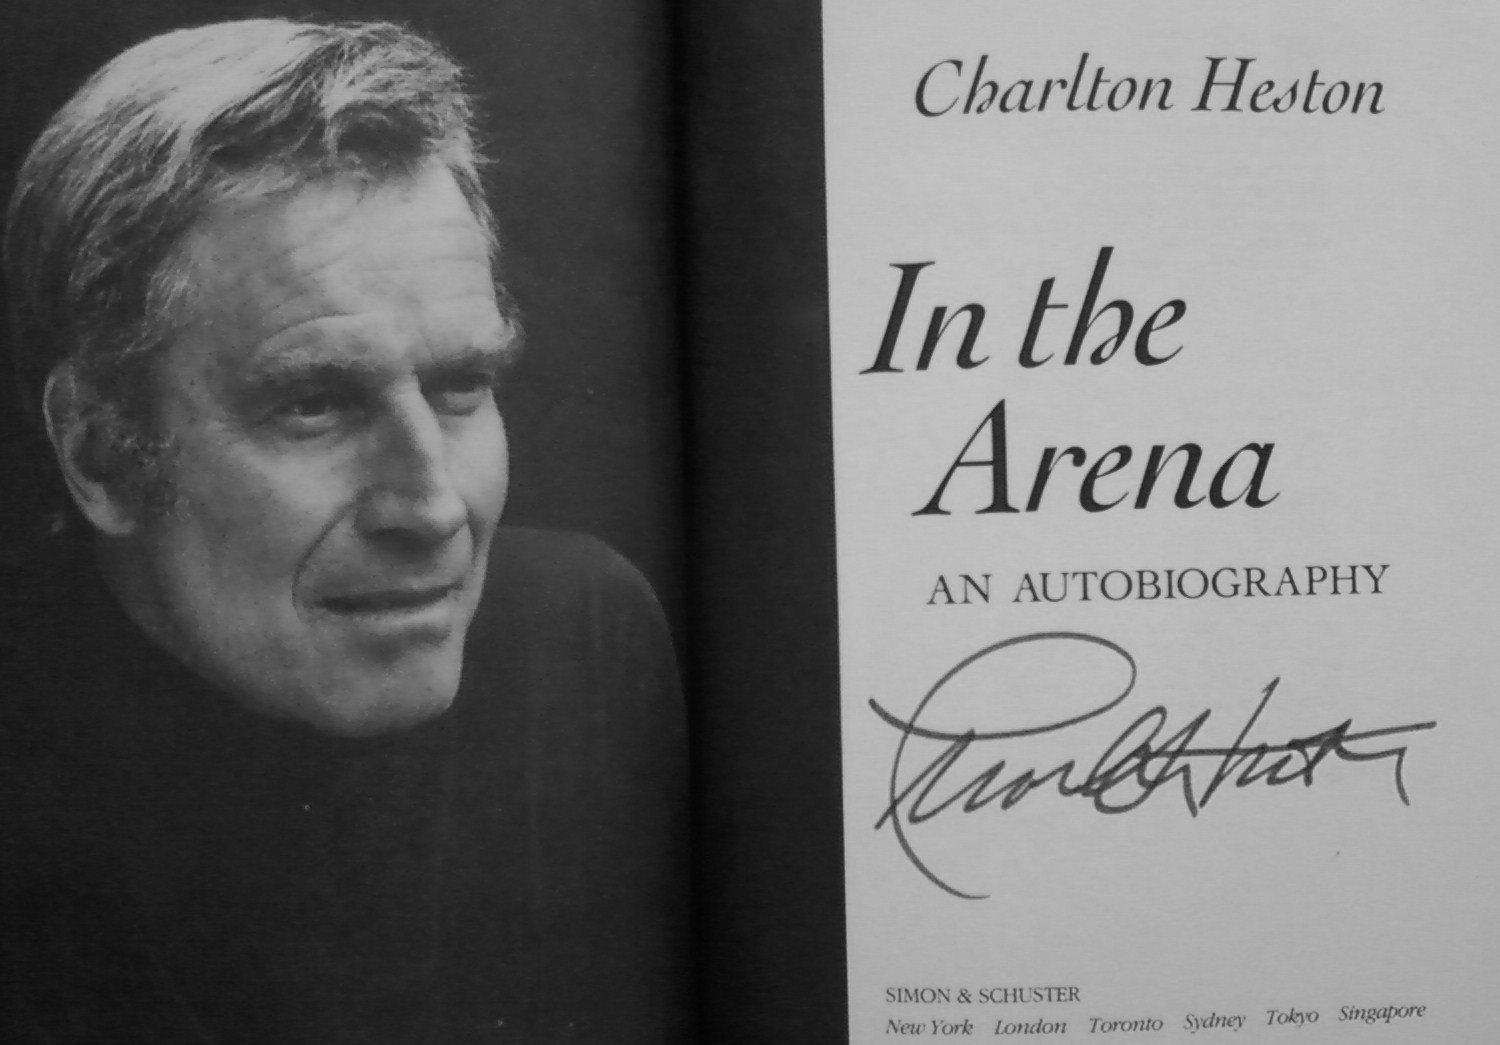 Charlton Heston
In the
Arena
AN AUTOBIOGRAPHY
SIMON & SCHUSTER
New York London Toronto Sydney Tokyo Singapore